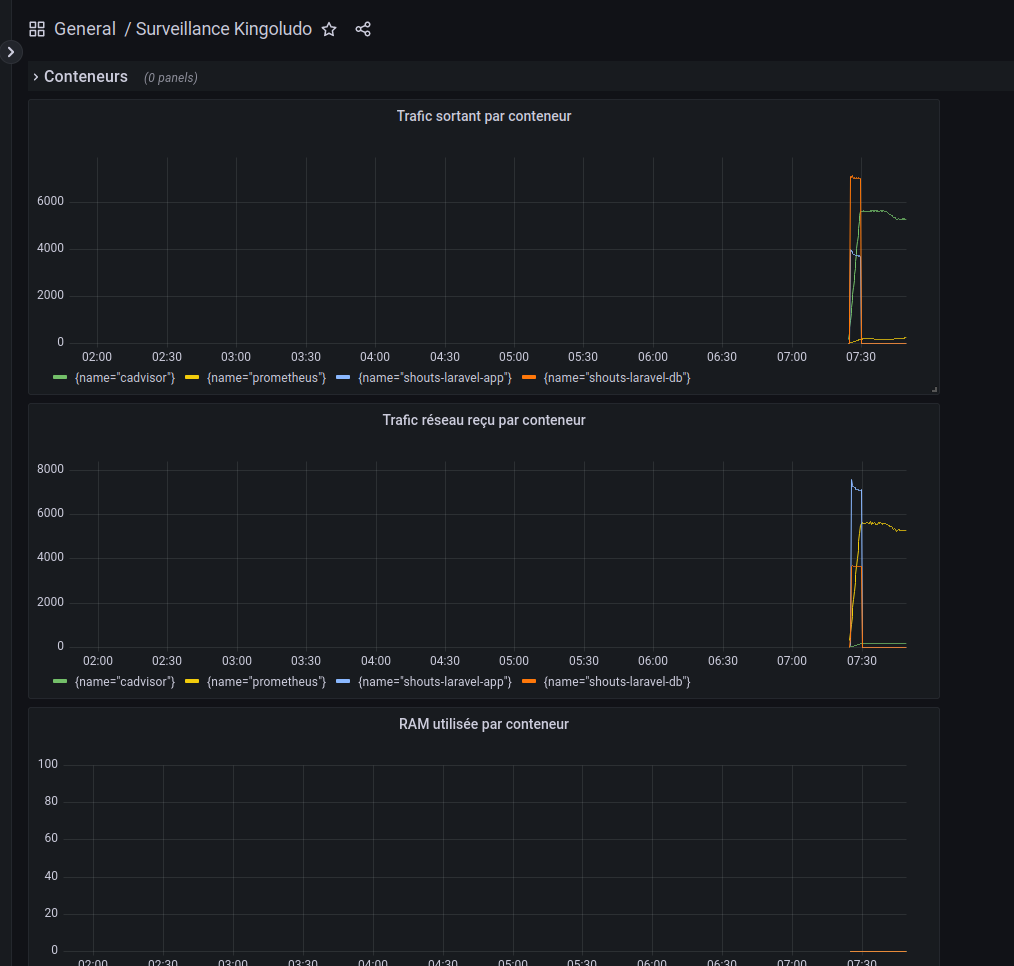 General / Surveillance Kingoludo
Conteneurs (0 panels)
Trafic sortant par conteneur
6000
4000
2000
0
02:00 02:30 03:00 03:30 04:00 04:30 05:00 05:30 06:00 06:30 07:00 07:30
{name="cadvisor"} {name="prometheus"} {name="shouts-laravel-app"} {name="shouts-laravel-db"}
Trafic réseau reçu par conteneur
8000
6000
4000
2000
0
02:00 02:30 03:00 03:30 04:00 04:30 05:00 05:30 06:00 06:30 07:00 07:30
{name="cadvisor"} {name="prometheus"} {name="shouts-laravel-app"} {name="shouts-laravel-db"}
RAM utilisée par conteneur
100
80
60
40
20
0
02:00 02:30 03:00 03:30 04:00 04:30 05:00 05:30 06:00 06:30 07:00 07:30